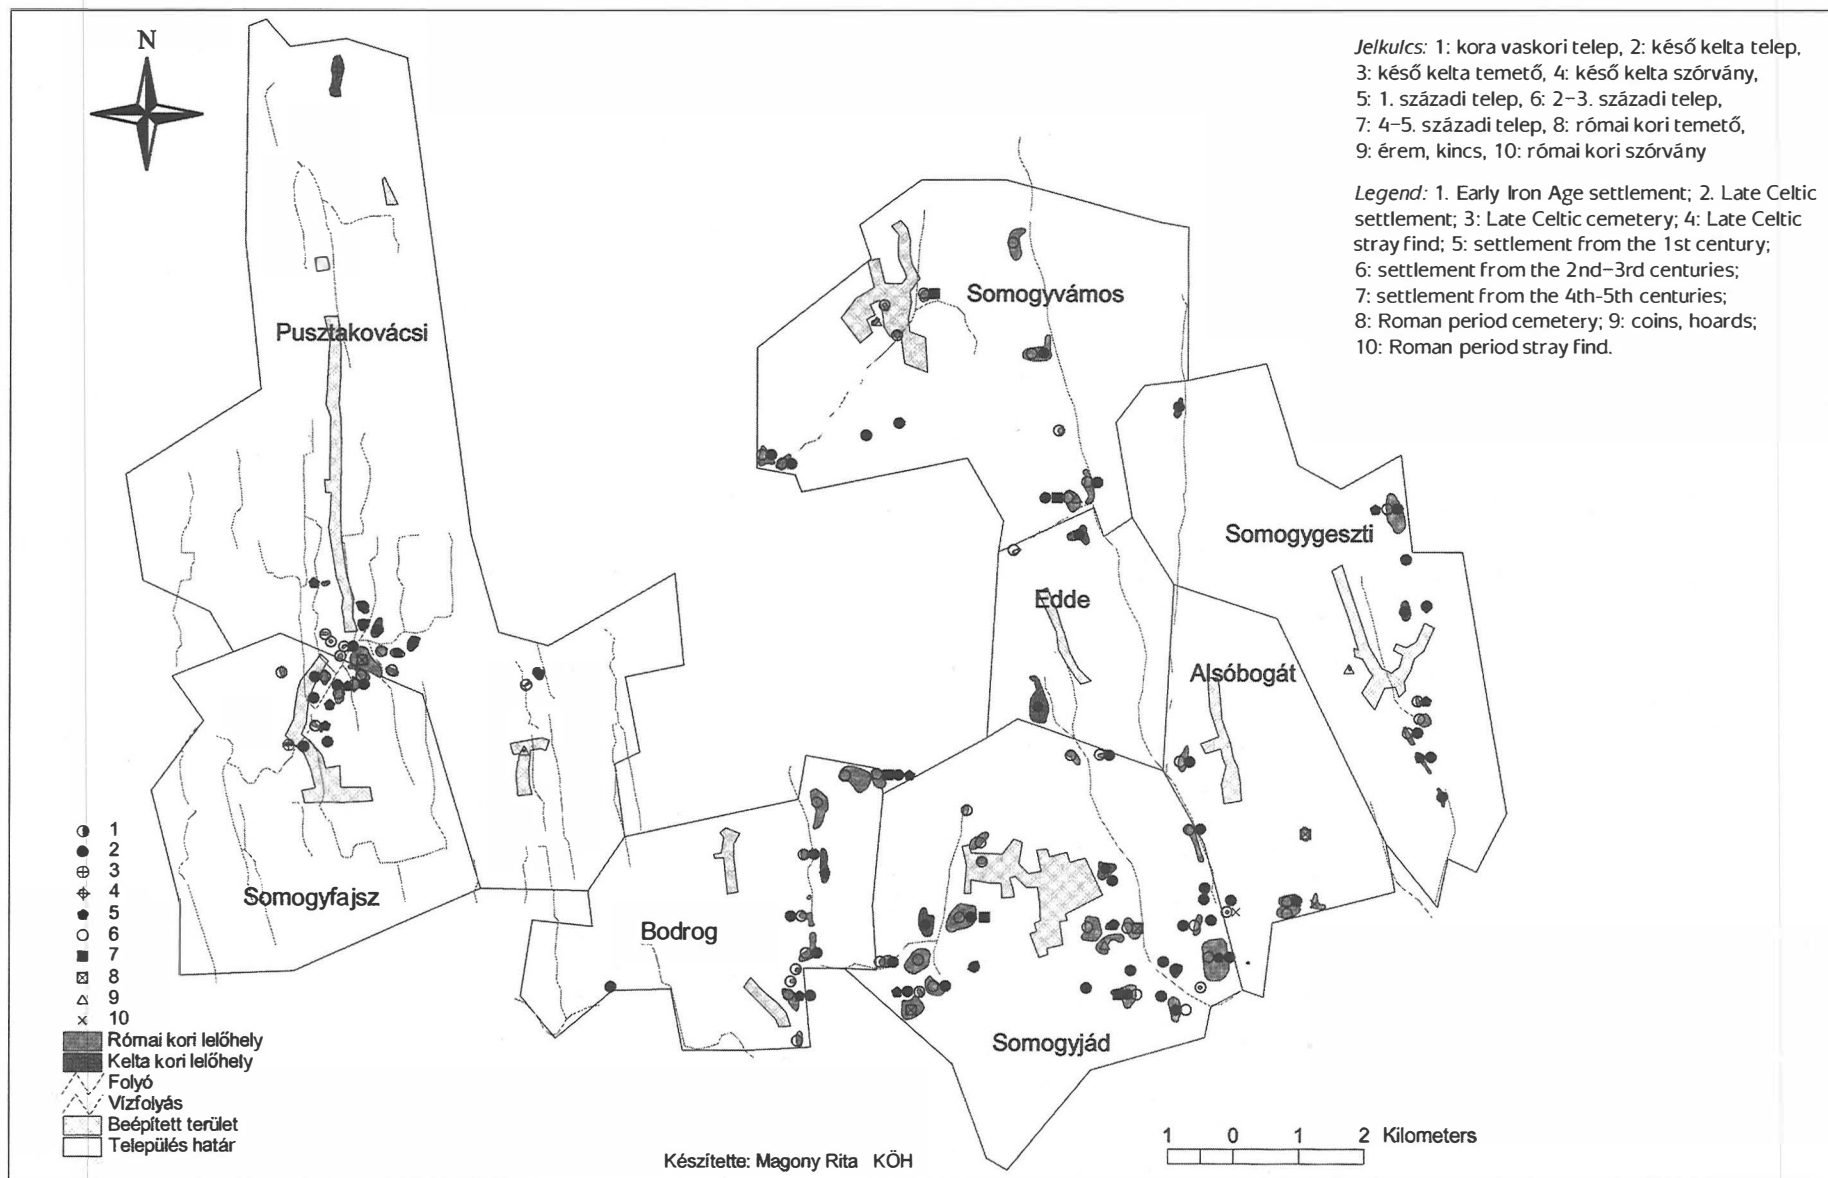 N
Jelkulcs: 1: kora vaskori telep, 2: késő kelta telep,
3: késő kelta temető, 4: késő kelta szórvány,
5: 1. századi telep, 6: 2–3. századi telep,
7: 4–5. századi telep, 8: római kori temető,
9: érem, kincs, 10: római kori szórvány
Legend: 1. Early Iron Age settlement; 2. Late Celtic
settlement; 3: Late Celtic cemetery; 4: Late Celtic
stray find; 5: settlement from the 1st century;
6: settlement from the 2nd–3rd centuries;
7: settlement from the 4th-5th centuries;
8: Roman period cemetery; 9: coins, hoards;
10: Roman period stray find.
Somogyvámos
Pusztakovácsi
Somogygeszti
Edde
Alsóbogát
Somogyfajsz
Bodrog
Somogyjád
1
2
3
4
5
6
7
8
9
10
Római kori lelőhely
Kelta kori lelőhely
Folyó
Vízfolyás
Beépített terület
Település határ
1 0 1 2 Kilometers
Készítette: Magony Rita KÖH